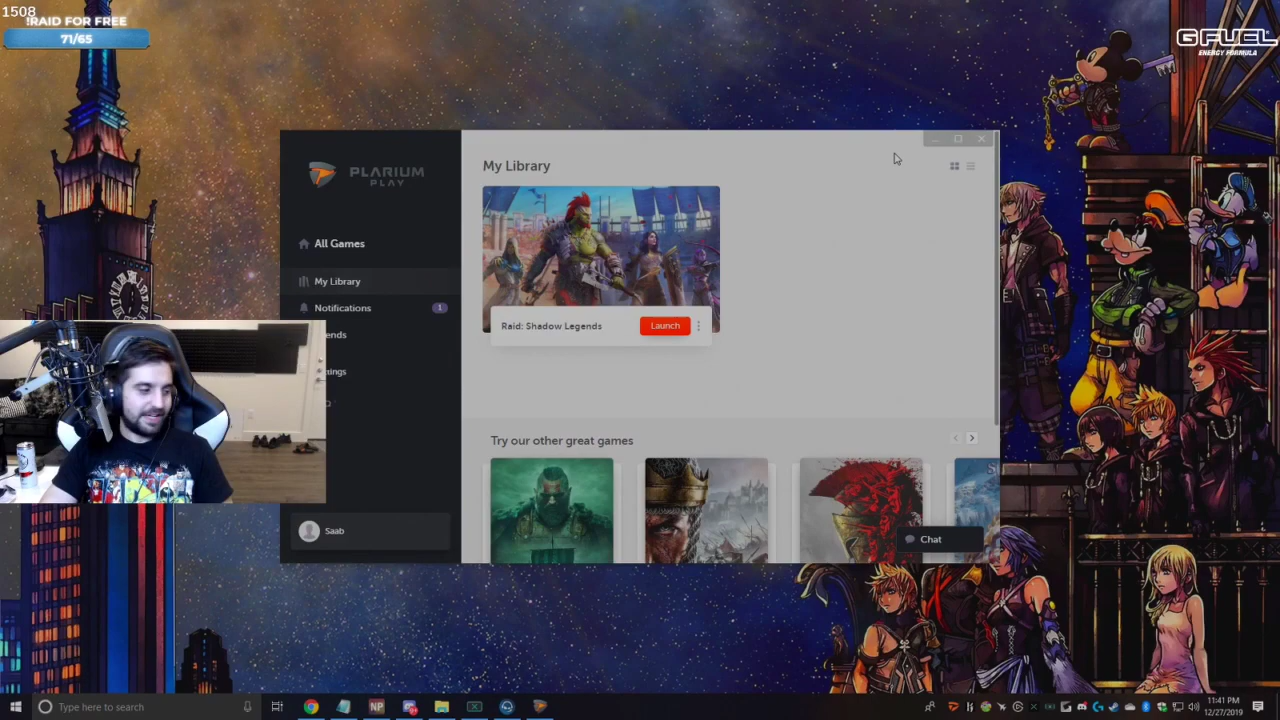 1508
!RAID FOR FREE
71/65
GFUEL
ENERGY FORMULA
PLARIUM
PLAY
My Library
All Games
My Library
Notifications
1
Raid: Shadow Legends
Launch
Try our other great games
Saab
Chat
Type here to search
NP
11:41 PM
12/27/2019